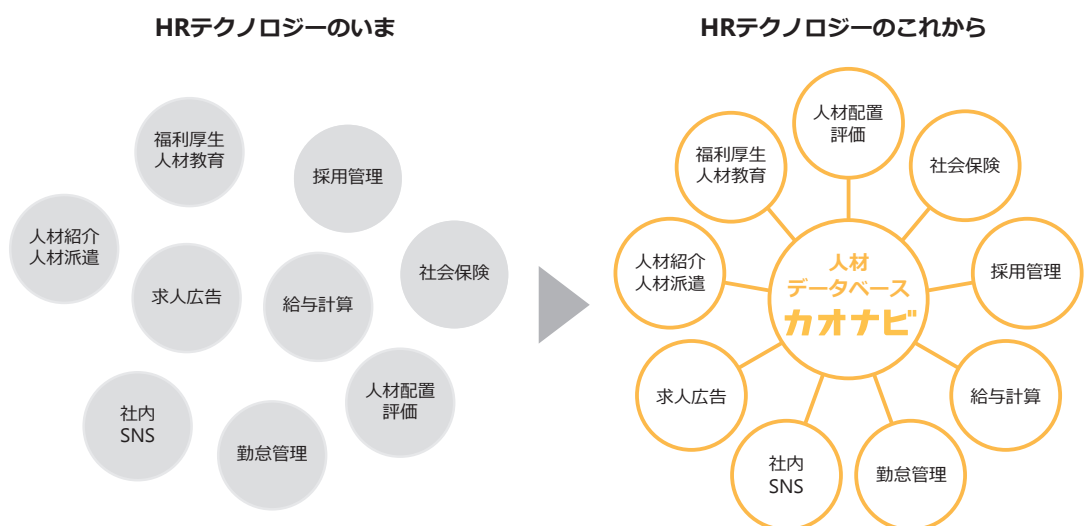 HRテクノロジーのいま
福利厚生
人材教育
採用管理
人材紹介
人材派遣
求人広告
給与計算
社会保険
人材配置
評価
社内
SNS
勤怠管理
HRテクノロジーのこれから
人材配置
評価
福利厚生
人材教育
社会保険
人材紹介
人材派遣
人材
データベース
カオナビ
採用管理
求人広告
給与計算
社内
SNS
勤怠管理